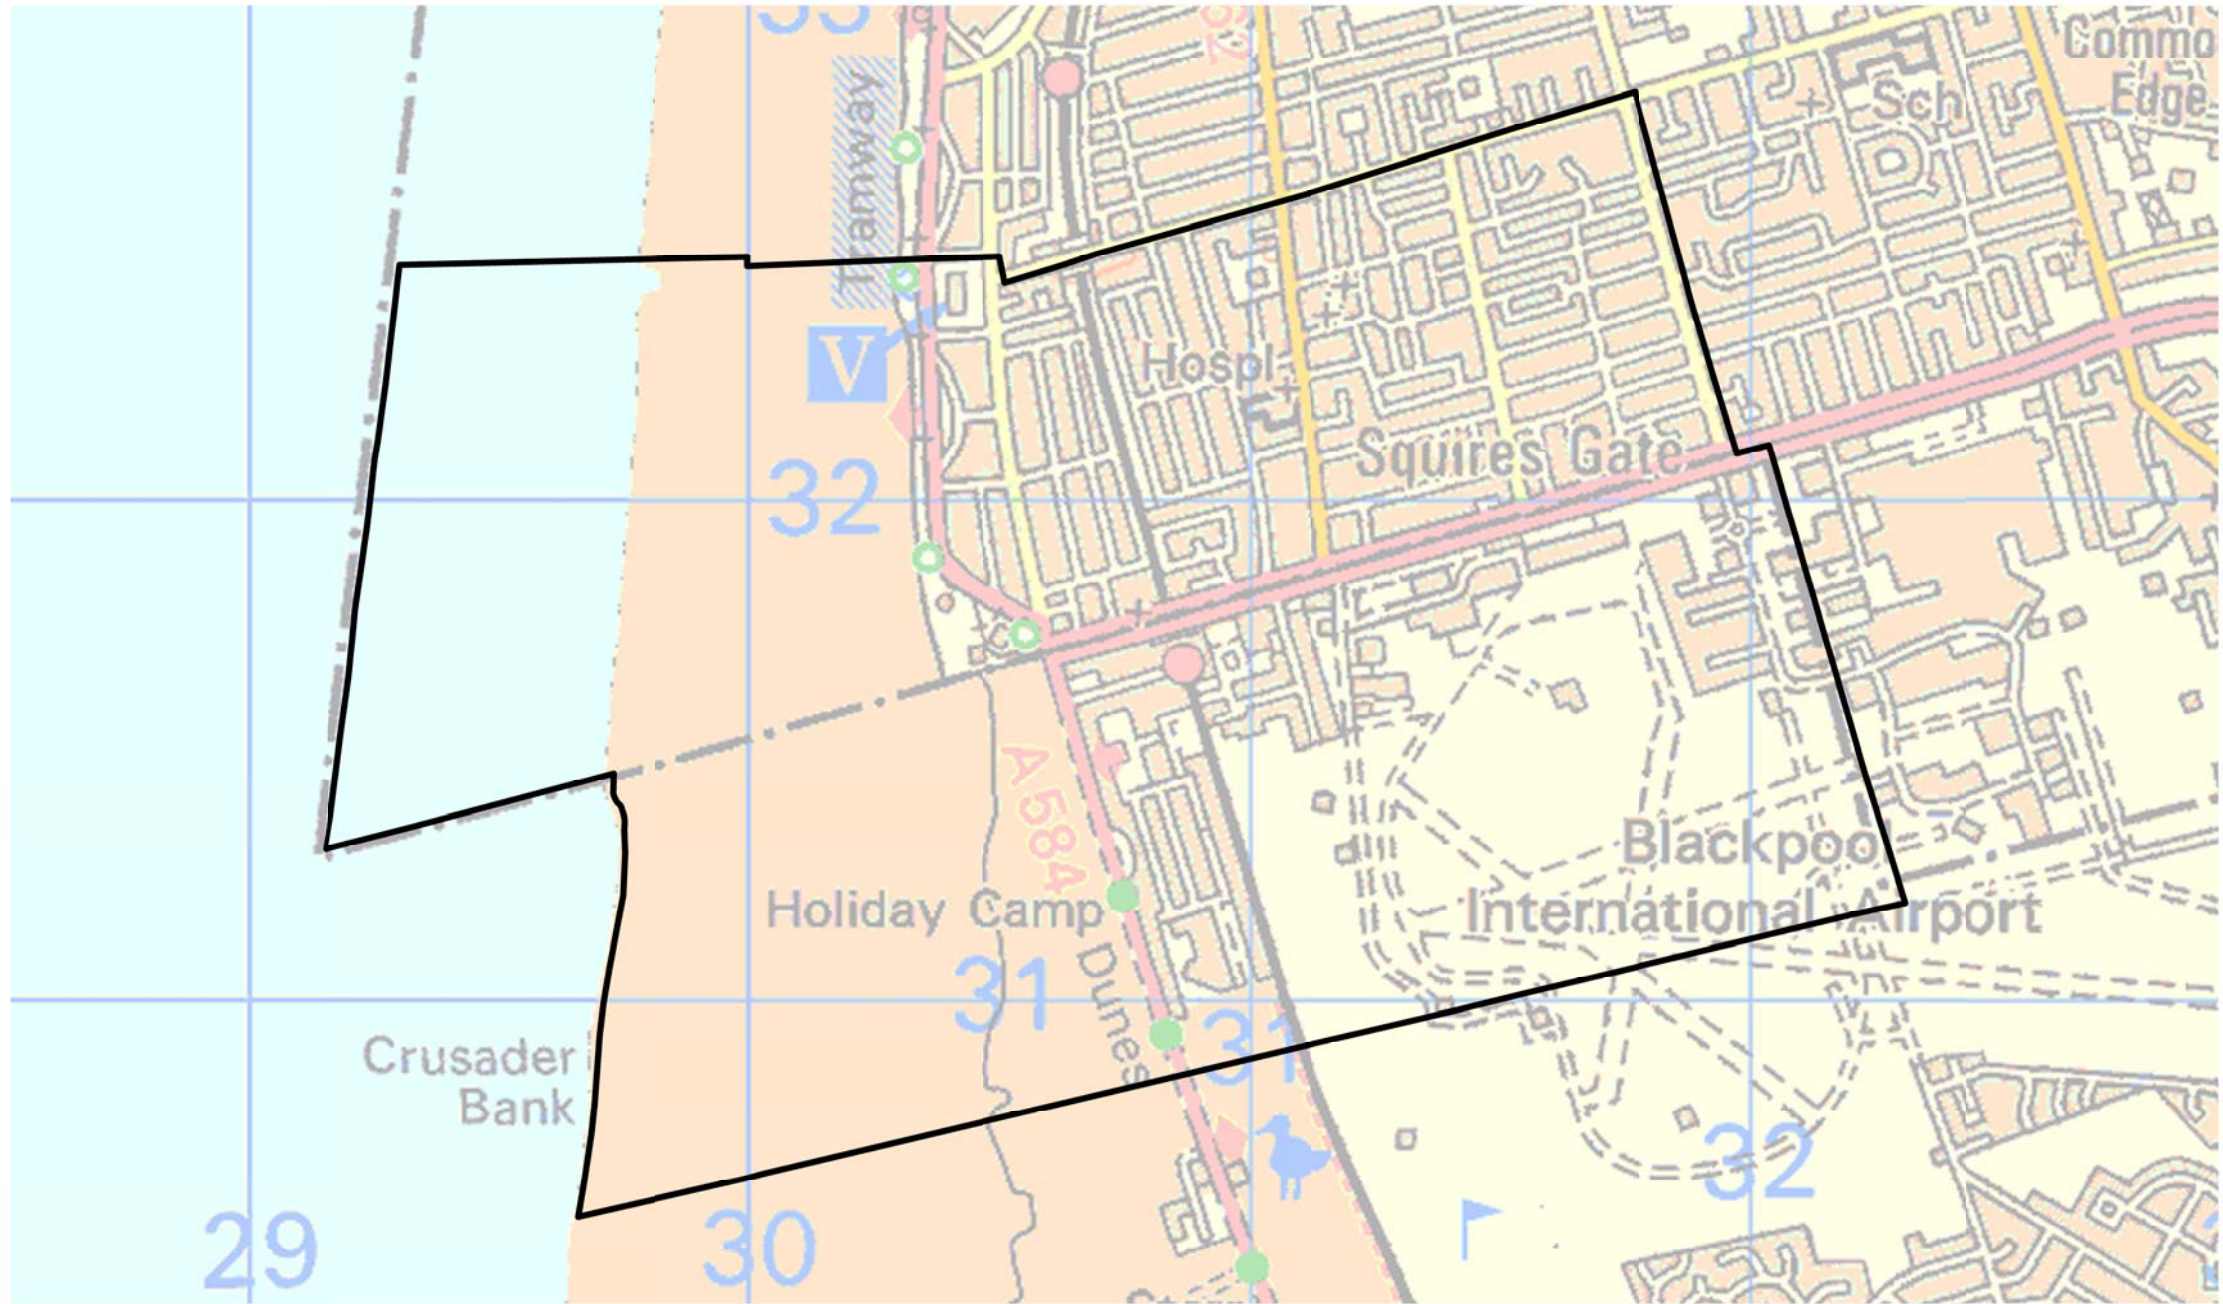 Commo
Edge
Sch
Tramway
V
Hospl
Squires Gate
32
A584
Holiday Camp
Blackpool
International Airport
31
Dunes
31
Crusader
Bank
32
29
30